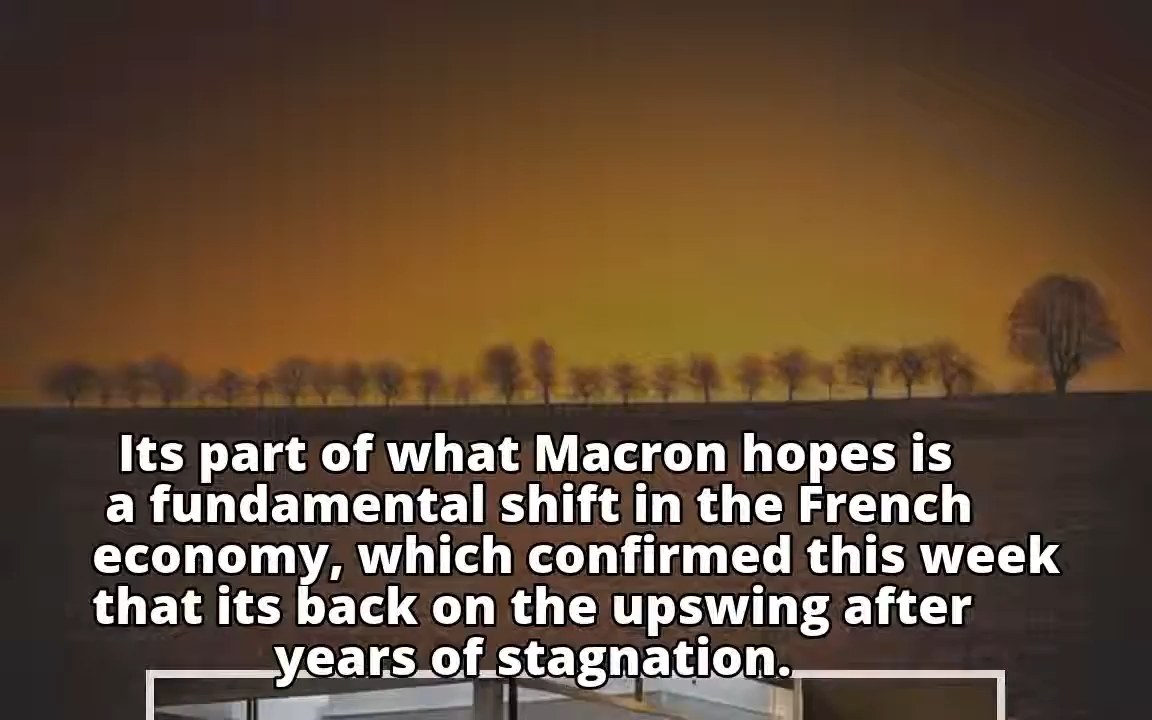 Its part of what Macron hopes is
a fundamental shift in the French
economy, which confirmed this week
that its back on the upswing after
years of stagnation.